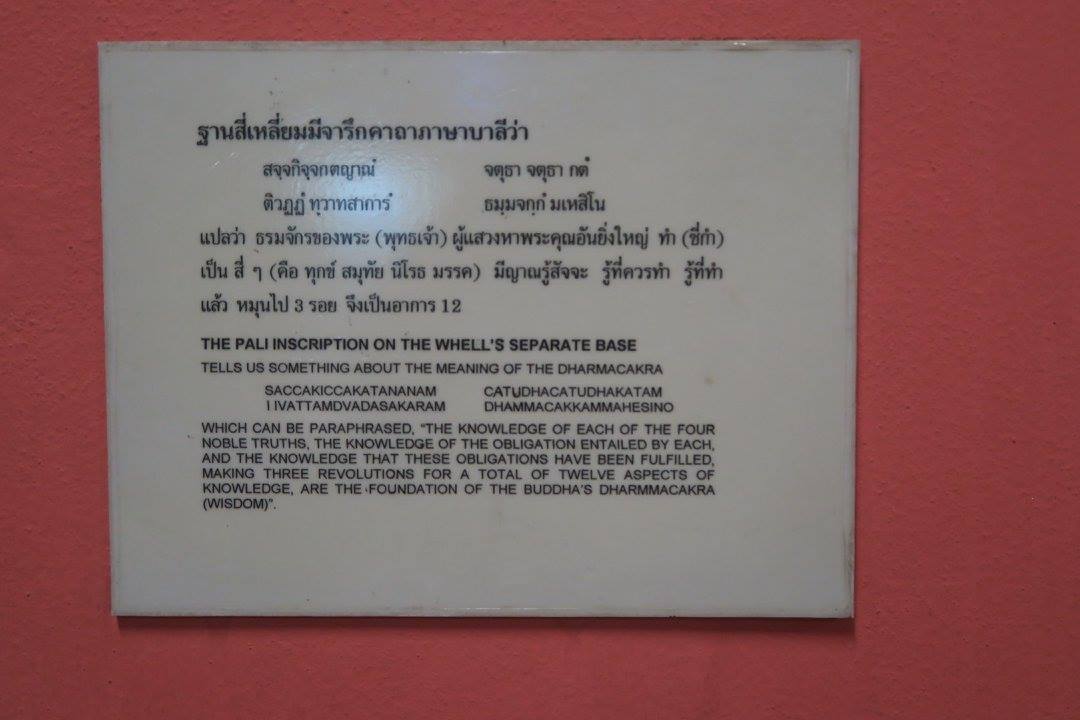 ฐานสี่เหลี่ยมมีจารึกคาถาภาษาบาลีว่า
สจฺจกิจฺจกตญาณํ จตุธา จตุธา กตํ
ติวฏฺฏํ ทฺวาทสาการํ ธมฺมจกฺกํ มเหสิโน
แปลว่า ธรมจักรของพระ (พุทธเจ้า) ผู้แสวงหาพระคุณอันยิ่งใหญ่ ทำ (ซี่กำ)
เป็น สี่ ๆ (คือ ทุกข์ สมุทัย นิโรธ มรรค) มีญาณรู้สัจจะ รู้ที่ควรทำ รู้ที่ทำ
แล้ว หมุนไป 3 รอย จึงเป็นอาการ 12
THE PALI INSCRIPTION ON THE WHELL'S SEPARATE BASE
TELLS US SOMETHING ABOUT THE MEANING OF THE DHARMACAKRA
SACCAKICCAKATANANAM CATUDHACATUDHAKATAM
IIVATTAMDVADASAKARAM DHAMMACAKKAMMAHESINO
WHICH CAN BE PARAPHRASED, "THE KNOWLEDGE OF EACH OF THE FOUR
NOBLE TRUTHS, THE KNOWLEDGE OF THE OBLIGATION ENTAILED BY EACH,
AND THE KNOWLEDGE THAT THESE OBLIGATIONS HAVE BEEN FULFILLED,
MAKING THREE REVOLUTIONS FOR A TOTAL OF TWELVE ASPECTS OF
KNOWLEDGE, ARE THE FOUNDATION OF THE BUDDHA'S DHARMMACAKRA
(WISDOM)".